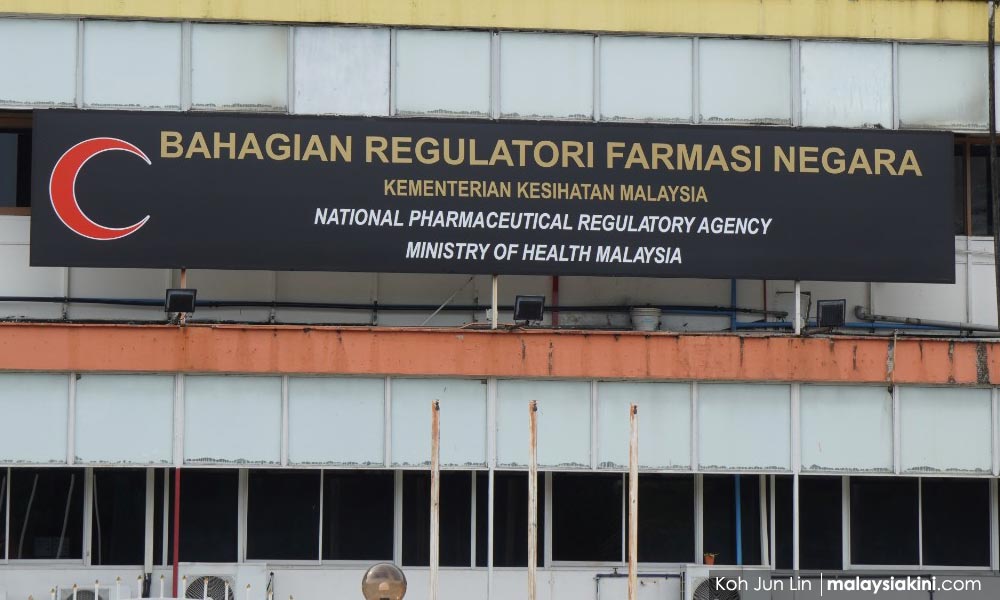 BAHAGIAN REGULATORI FARMASI NEGARA
KEMENTERIAN KESIHATAN MALAYSIA
NATIONAL PHARMACEUTICAL REGULATORY AGENCY
MINISTRY OF HEALTH MALAYSIA
Koh Jun Lin | malaysiakini.com